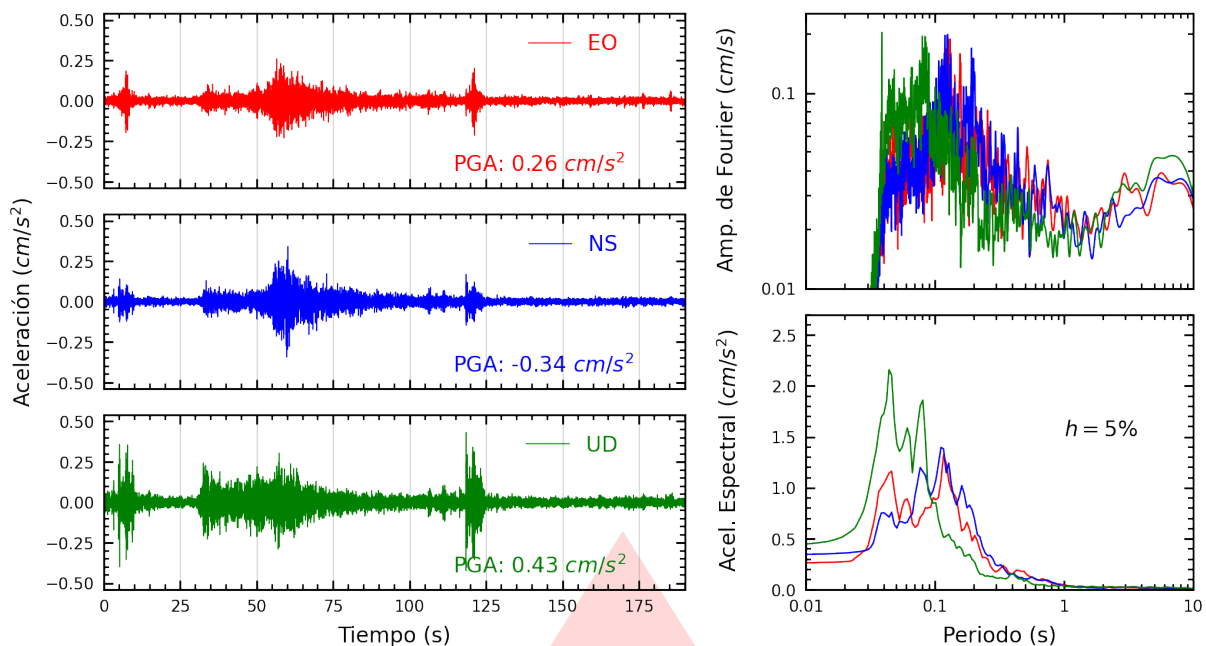 Aceleración (cm/s²)
0.50
0.25
0.00
−0.25
−0.50
EO
PGA: 0.26 cm/s²
0.50
0.25
0.00
−0.25
−0.50
NS
PGA: -0.34 cm/s²
0.50
0.25
0.00
−0.25
−0.50
UD
PGA: 0.43 cm/s²
0 25 50 75 100 125 150 175
Tiempo (s)
Amp. de Fourier (cm/s)
0.1
0.01
Acel. Espectral (cm/s²)
2.5
2.0
1.5
1.0
0.5
0.0
h = 5%
0.01 0.1 1 10
Periodo (s)